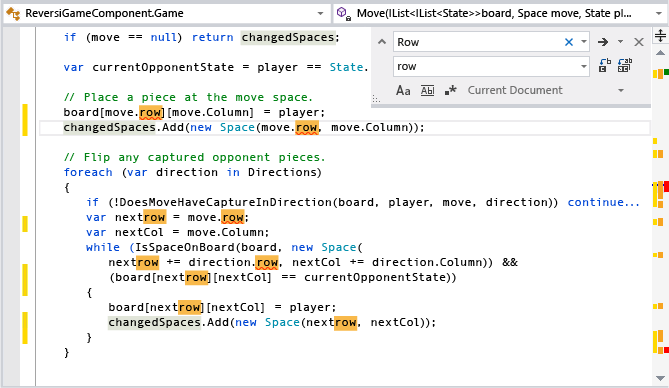 ReversiGameComponent.Game
Move(IList<IList<State>>board, Space move, State pl...
if (move == null) return changedSpaces;
Row
var currentOpponentState = player == State.
row
Aa Ab .* Current Document
// Place a piece at the move space.
board[move.row][move.Column] = player;
changedSpaces.Add(new Space(move.row, move.Column));
// Flip any captured opponent pieces.
foreach (var direction in Directions)
{
if (!DoesMoveHaveCaptureInDirection(board, player, move, direction)) continue...
var nextrow = move.row;
var nextCol = move.Column;
while (IsSpaceOnBoard(board, new Space(
nextrow += direction.row, nextCol += direction.Column)) &&
(board[nextrow][nextCol] == currentOpponentState))
{
board[nextrow][nextCol] = player;
changedSpaces.Add(new Space(nextrow, nextCol));
}
}